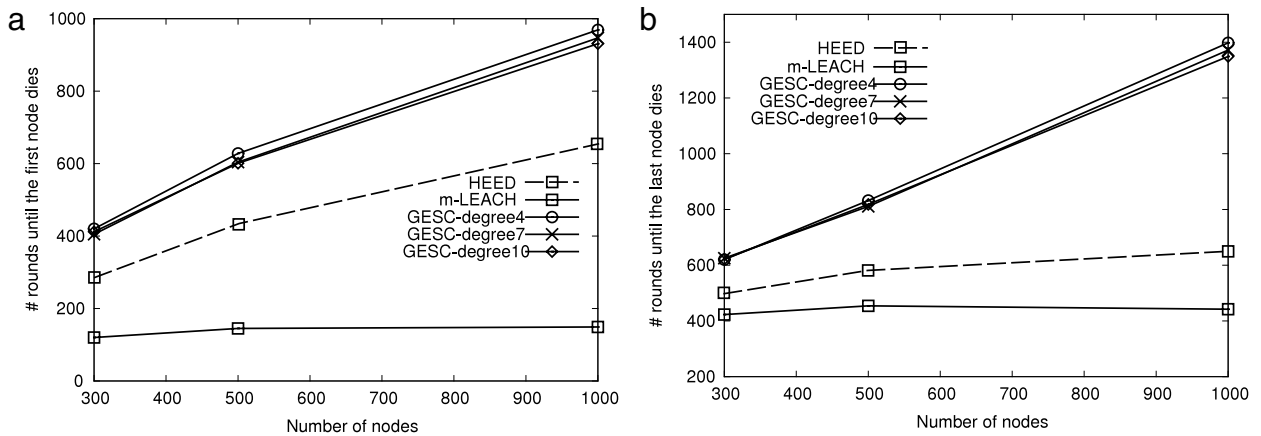 a
1000
800
600
400
200
0
# rounds until the first node dies
HEED
m-LEACH
GESC-degree4
GESC-degree7
GESC-degree10
300 400 500 600 700 800 900 1000
Number of nodes
b
1400
1200
1000
800
600
400
200
# rounds until the last node dies
HEED
m-LEACH
GESC-degree4
GESC-degree7
GESC-degree10
300 400 500 600 700 800 900 1000
Number of nodes